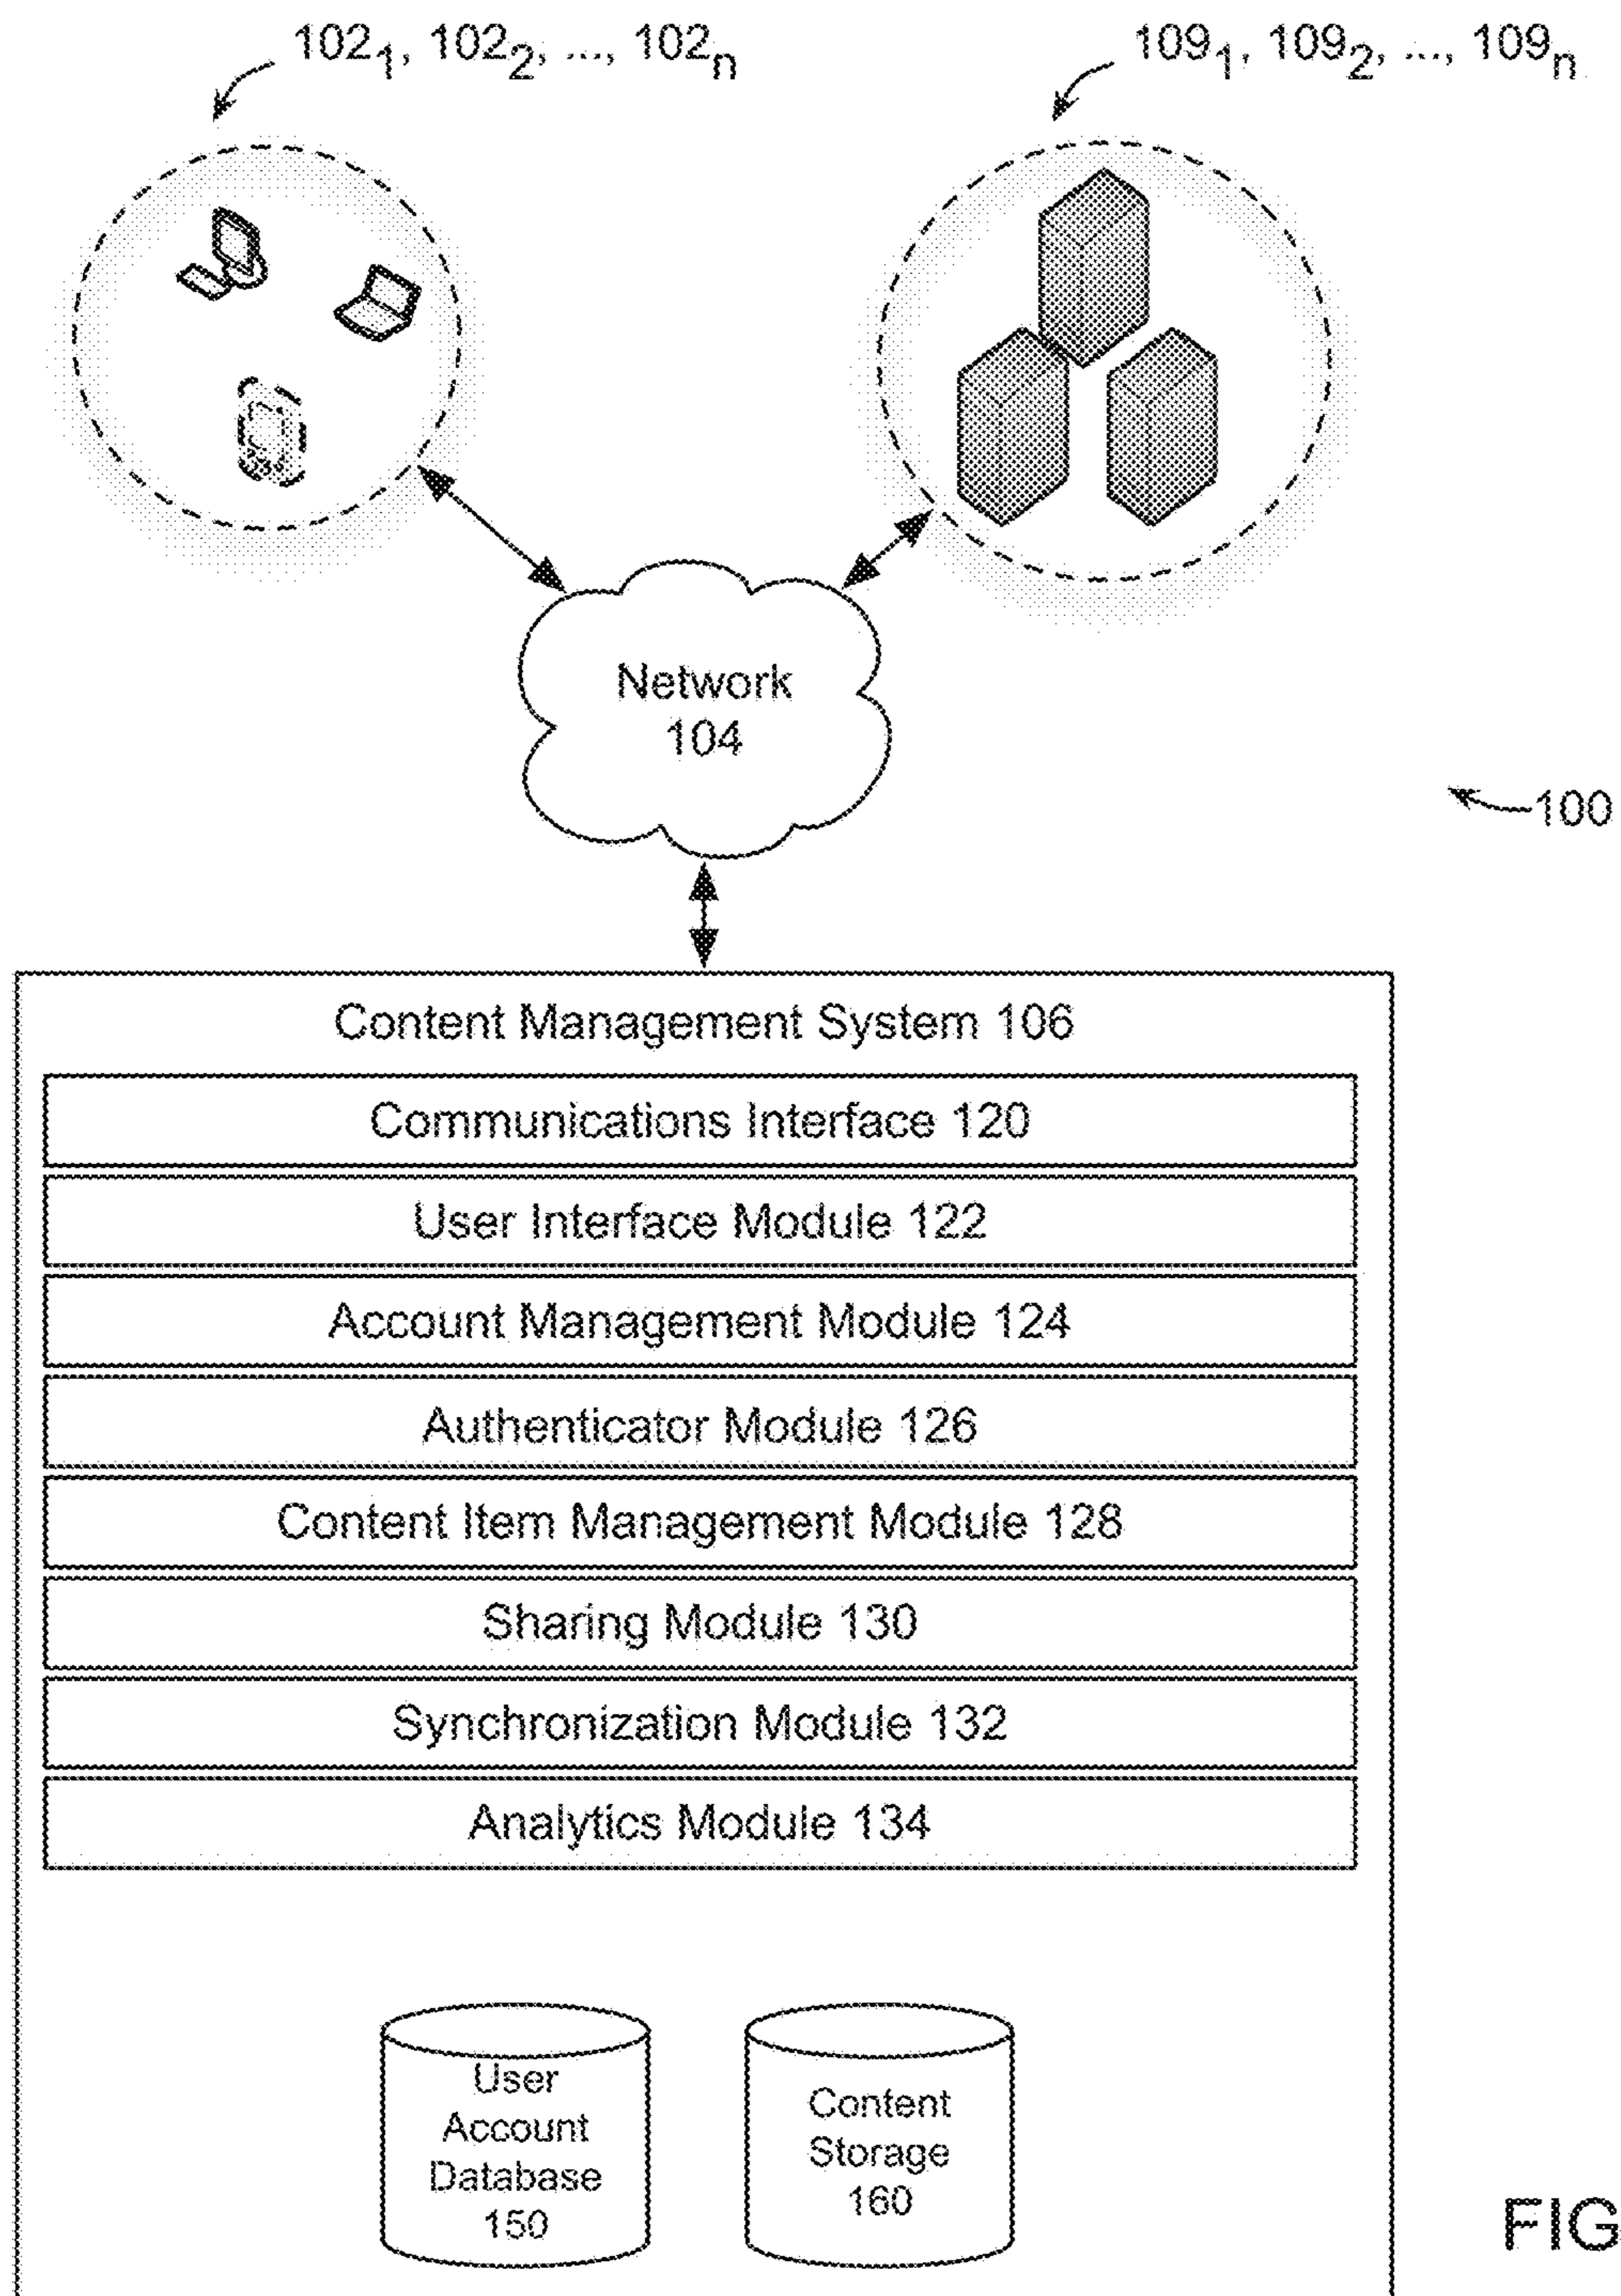 102₁, 102₂, ..., 102ₙ
109₁, 109₂, ..., 109ₙ
Network
104
100
Content Management System 106
Communications Interface 120
User Interface Module 122
Account Management Module 124
Authenticator Module 126
Content Item Management Module 128
Sharing Module 130
Synchronization Module 132
Analytics Module 134
User
Account
Database
150
Content
Storage
160
FIG